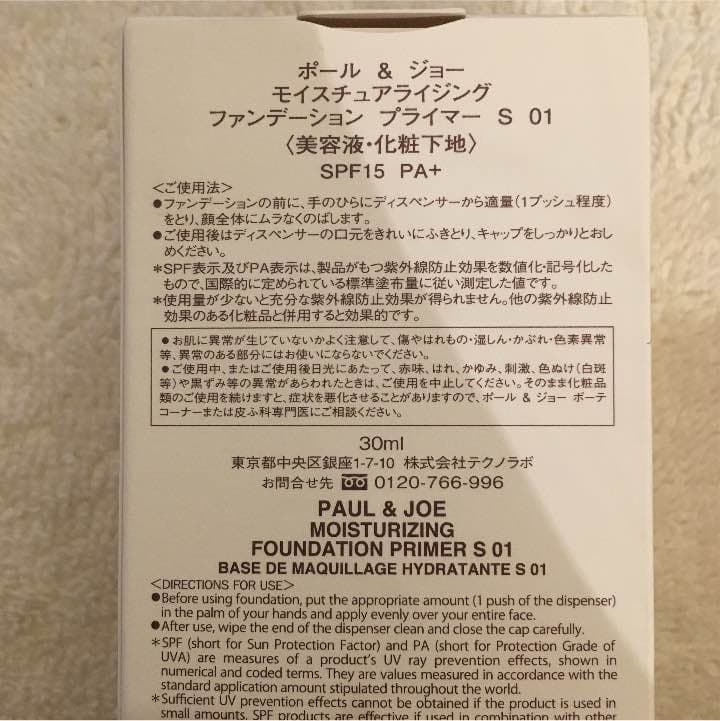 ポール & ジョー
モイスチュアライジング
ファンデーション プライマー S 01
〈美容液・化粧下地〉
SPF15 PA+
<ご使用法>
●ファンデーションの前に、手のひらにディスペンサーから適量(1プッシュ程度)
をとり、顔全体にムラなくのばします。
●ご使用後はディスペンサーの口元をきれいにふきとり、キャップをしっかりとおし
めください。
*SPF表示及びPA表示は、製品がもつ紫外線防止効果を数値化・記号化した
もので、国際的に定められている標準塗布量に従い測定した値です。
*使用量が少ないと充分な紫外線防止効果が得られません。他の紫外線防止
効果のある化粧品と併用すると効果的です。
●お肌に異常が生じていないかよく注意して、傷やはれもの・湿しん・かぶれ・色素異常
等、異常のある部分にはお使いにならないでください。
●ご使用中、またはご使用後日光にあたって、赤味、はれ、かゆみ、刺激、色ぬけ(白斑
等)や黒ずみ等の異常があらわれたときは、ご使用を中止してください。そのまま化粧品
類のご使用を続けますと、症状を悪化させることがありますので、ポール & ジョー ボーテ
コーナーまたは皮ふ科専門医にご相談ください。
30ml
東京都中央区銀座1-7-10 株式会社テクノラボ
お問合せ先 0120-766-996
PAUL & JOE
MOISTURIZING
FOUNDATION PRIMER S 01
BASE DE MAQUILLAGE HYDRATANTE S 01
<DIRECTIONS FOR USE>
●Before using foundation, put the appropriate amount (1 push of the dispenser)
in the palm of your hands and apply evenly over your entire face.
●After use, wipe the end of the dispenser clean and close the cap carefully.
*SPF (short for Sun Protection Factor) and PA (short for Protection Grade of
UVA) are measures of a product's UV ray prevention effects, shown in
numerical and coded terms. They are values measured in accordance with the
standard application amount stipulated throughout the world.
*Sufficient UV prevention effects cannot be obtained if the product is used in
small amounts. SPF products are effective if used in combination with other